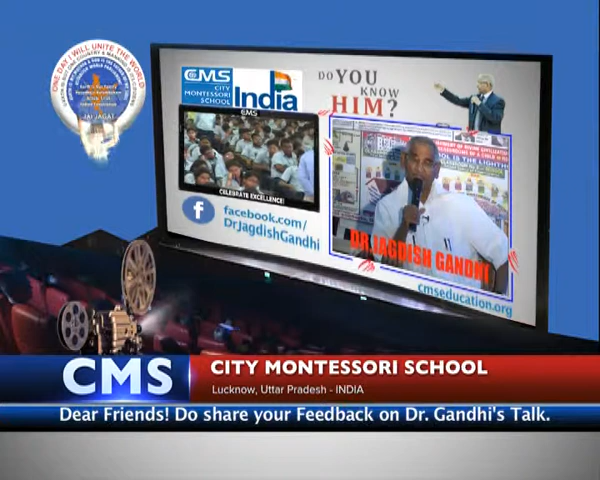 ONE DAY I WILL UNITE THE WORLD
JAI JAGAT
CMS
CITY
MONTESSORI
SCHOOL
India
CMS
CELEBRATE EXCELLENCE!
f
facebook.com/
DrJagdishGandhi
DO YOU
KNOW
HIM?
DR.JAGDISH GANDHI
cmseducation.org
CMS
CITY MONTESSORI SCHOOL
Lucknow, Uttar Pradesh - INDIA
Dear Friends! Do share your Feedback on Dr. Gandhi's Talk.